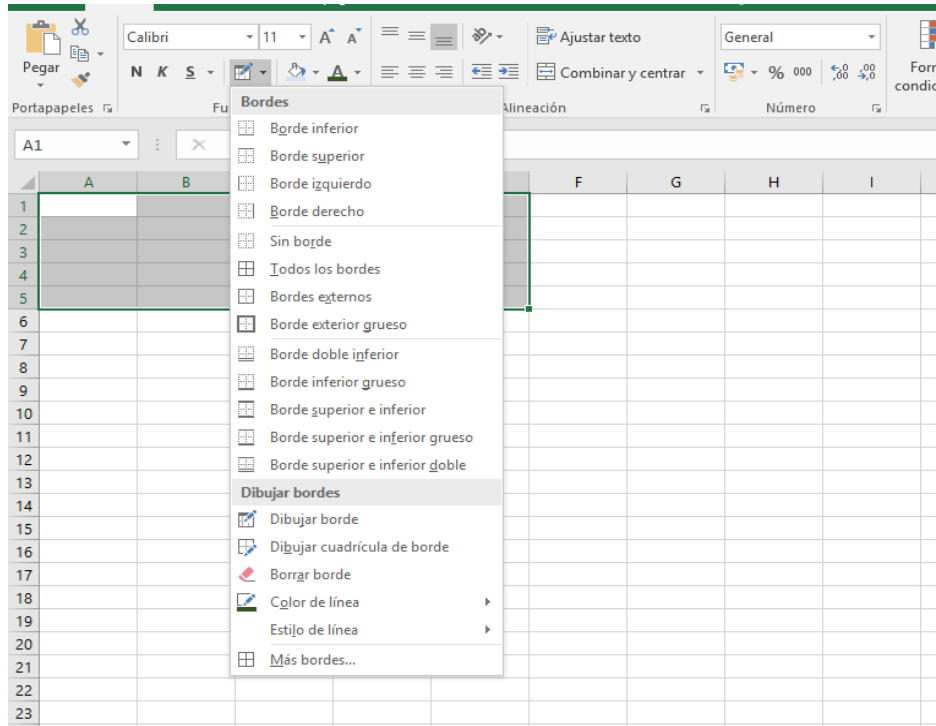 Calibri 11 A A Ajustar texto General
Pegar N K S A Combinar y centrar % 000 ,00
Portapapeles Fu Alineación Número
A1
A B F G H I
Bordes
Borde inferior
Borde superior
Borde izquierdo
Borde derecho
Sin borde
Todos los bordes
Bordes externos
Borde exterior grueso
Borde doble inferior
Borde inferior grueso
Borde superior e inferior
Borde superior e inferior grueso
Borde superior e inferior doble
Dibujar bordes
Dibujar borde
Dibujar cuadrícula de borde
Borrar borde
Color de línea
Estilo de línea
Más bordes...
1
2
3
4
5
6
7
8
9
10
11
12
13
14
15
16
17
18
19
20
21
22
23